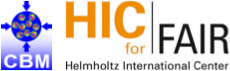 CBM
HIC
for FAIR
Helmholtz International Center